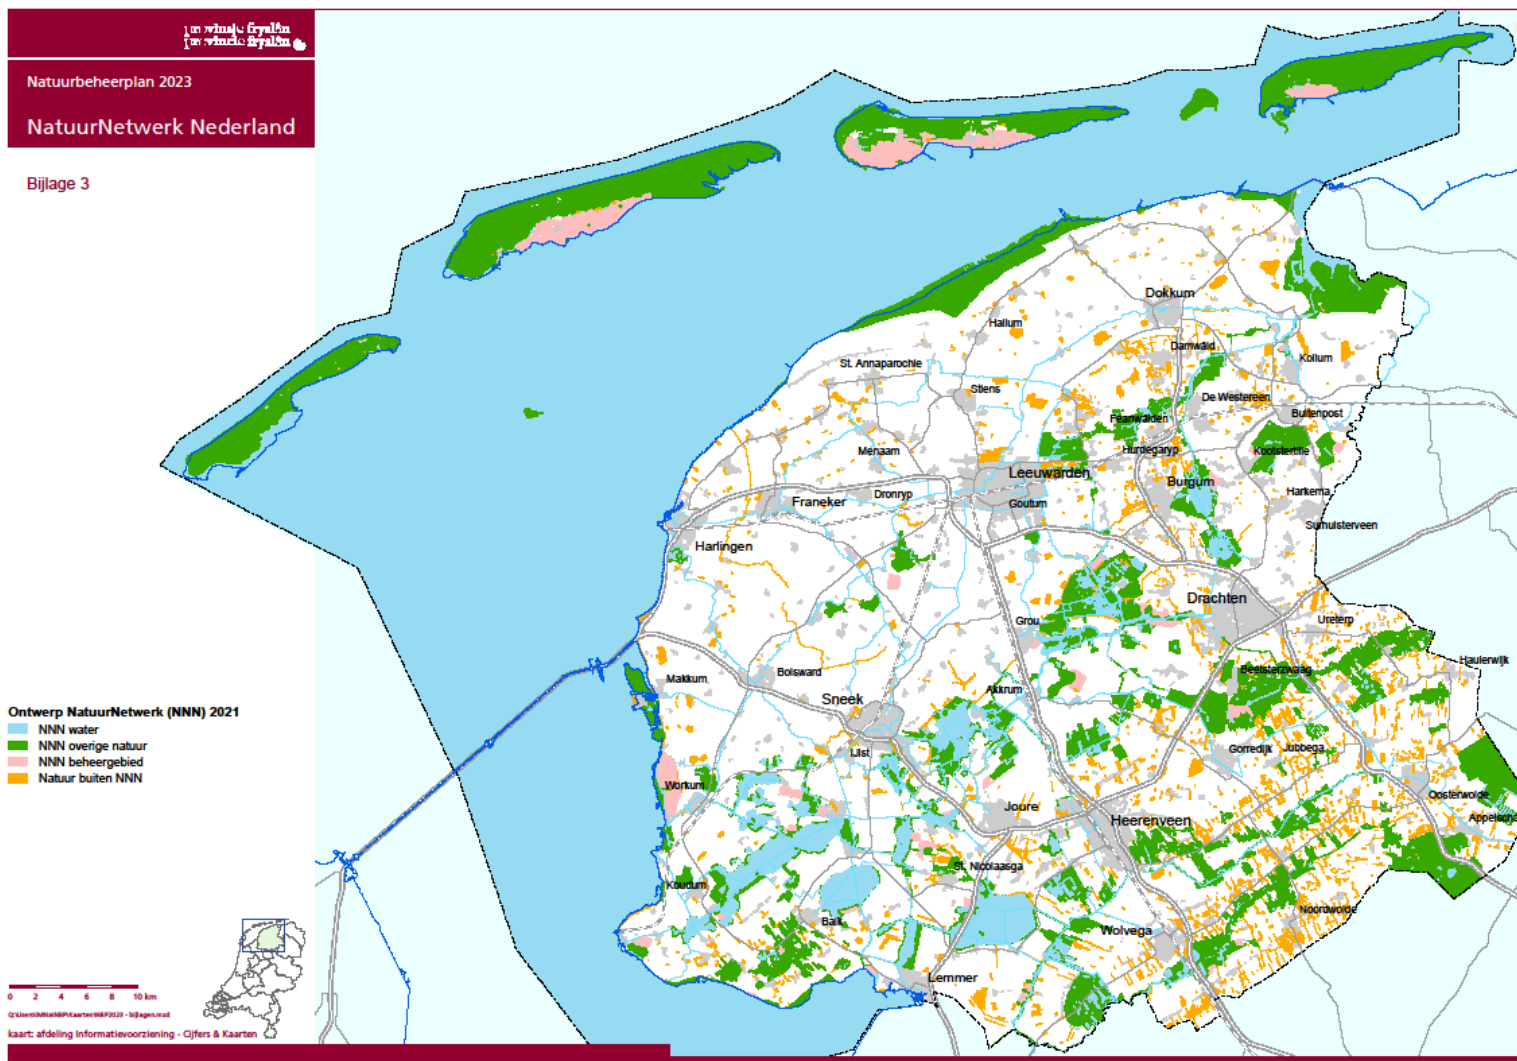 provinsje fryslân
provincie fryslân
Natuurbeheerplan 2023
NatuurNetwerk Nederland
Bijlage 3
Dokkum
Hallum
Damwâld
Kollum
St. Annaparochie
Stiens
De Westereen
Buitenpost
Feanwâlden
Menaam
Hurdegaryp
Kootstertille
Leeuwarden
Burgum
Dronryp
Harkema
Franeker
Goutum
Surhuisterveen
Harlingen
Drachten
Grou
Ureterp
Haulerwijk
Beetsterzwaag
Bolsward
Makkum
Akkrum
Sneek
IJlst
Gorredijk
Jubbega
Workum
Oosterwolde
Joure
Heerenveen
Appelscha
St. Nicolaasga
Koudum
Noordwolde
Balk
Wolvega
Lemmer
Ontwerp NatuurNetwerk (NNN) 2021
NNN water
NNN overige natuur
NNN beheergebied
Natuur buiten NNN
0 2 4 6 8 10 km
kaart: afdeling Informatievoorziening - Cijfers & Kaarten